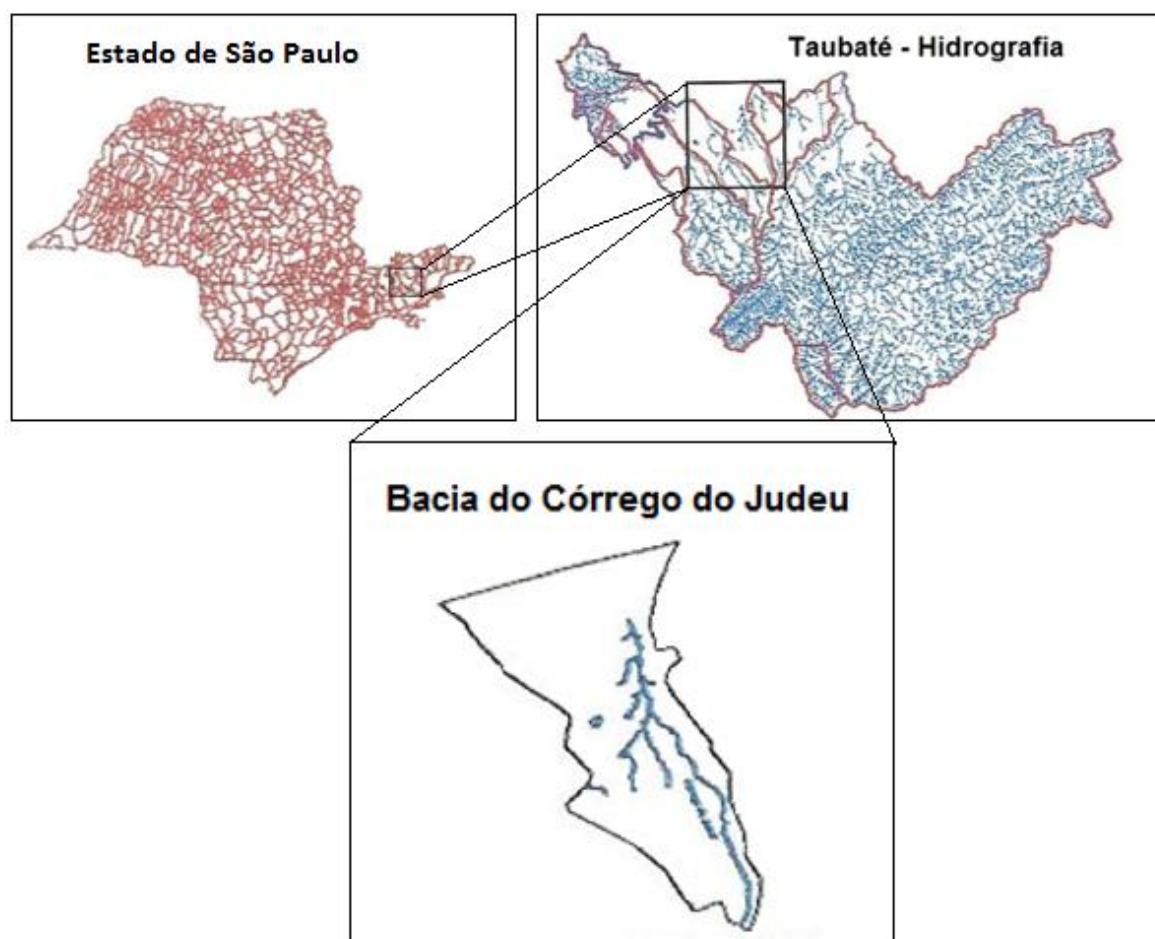 Estado de São Paulo
Taubaté - Hidrografia
Bacia do Córrego do Judeu